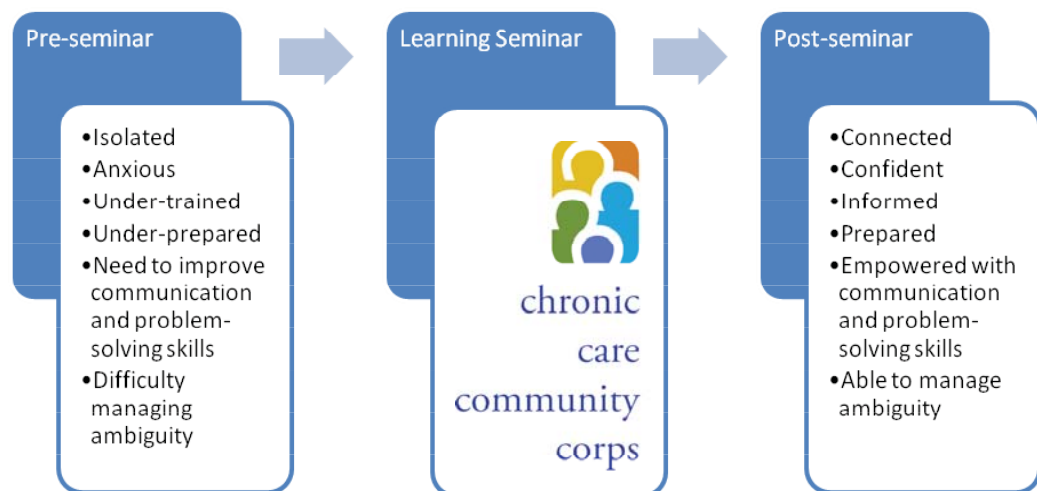 Pre-seminar
•Isolated
•Anxious
•Under-trained
•Under-prepared
•Need to improve
communication
and problem-
solving skills
•Difficulty
managing
ambiguity
Learning Seminar
chronic
care
community
corps
Post-seminar
•Connected
•Confident
•Informed
•Prepared
•Empowered with
communication
and problem-
solving skills
•Able to manage
ambiguity